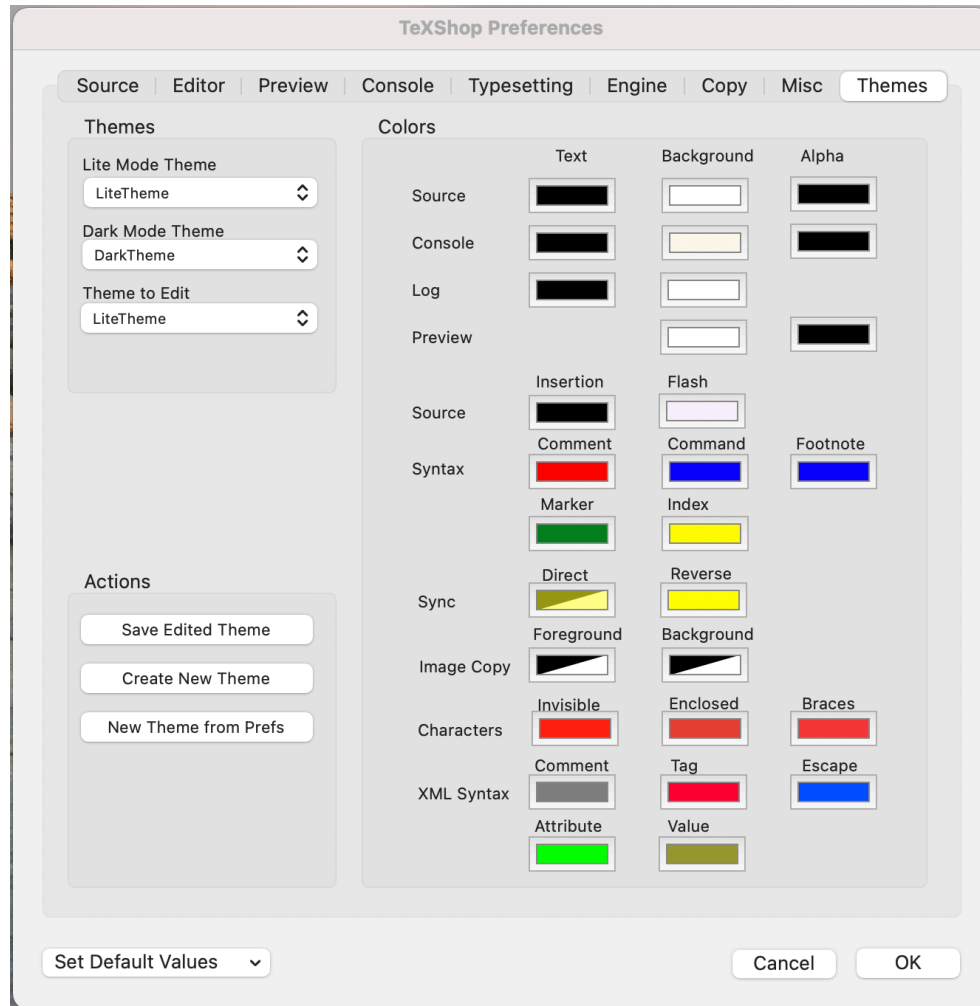 TeXShop Preferences
Source Editor Preview Console Typesetting Engine Copy Misc Themes
Themes
Lite Mode Theme
LiteTheme
Dark Mode Theme
DarkTheme
Theme to Edit
LiteTheme
Actions
Save Edited Theme
Create New Theme
New Theme from Prefs
Colors
Text Background Alpha
Source
Console
Log
Preview
Insertion Flash
Source
Comment Command Footnote
Syntax
Marker Index
Direct Reverse
Sync
Foreground Background
Image Copy
Invisible Enclosed Braces
Characters
Comment Tag Escape
XML Syntax
Attribute Value
Set Default Values
Cancel OK